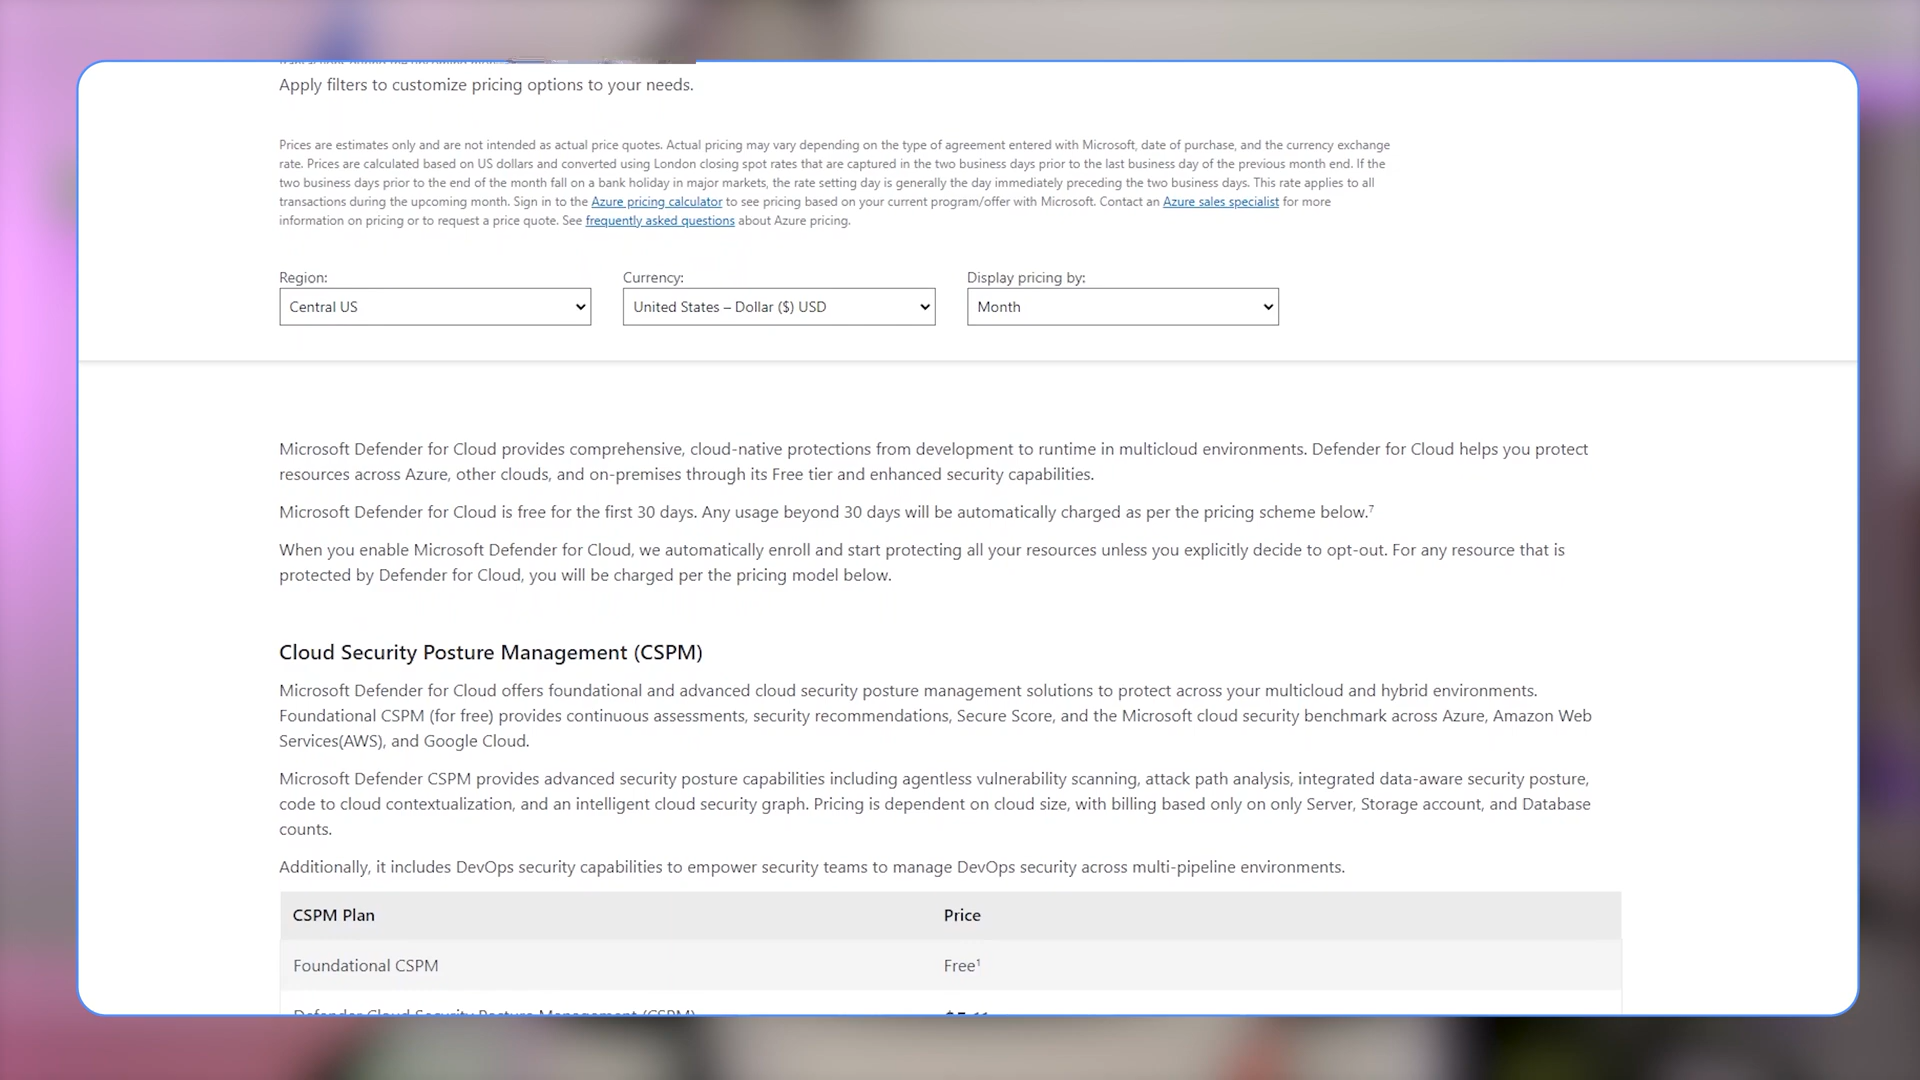 Apply filters to customize pricing options to your needs.
Prices are estimates only and are not intended as actual price quotes. Actual pricing may vary depending on the type of agreement entered with Microsoft, date of purchase, and the currency exchange
rate. Prices are calculated based on US dollars and converted using London closing spot rates that are captured in the two business days prior to the last business day of the previous month end. If the
two business days prior to the end of the month fall on a bank holiday in major markets, the rate setting day is generally the day immediately preceding the two business days. This rate applies to all
transactions during the upcoming month. Sign in to the Azure pricing calculator to see pricing based on your current program/offer with Microsoft. Contact an Azure sales specialist for more
information on pricing or to request a price quote. See frequently asked questions about Azure pricing.
Region: Currency: Display pricing by:
Central US United States – Dollar ($) USD Month
Microsoft Defender for Cloud provides comprehensive, cloud-native protections from development to runtime in multicloud environments. Defender for Cloud helps you protect
resources across Azure, other clouds, and on-premises through its Free tier and enhanced security capabilities.
Microsoft Defender for Cloud is free for the first 30 days. Any usage beyond 30 days will be automatically charged as per the pricing scheme below.⁷
When you enable Microsoft Defender for Cloud, we automatically enroll and start protecting all your resources unless you explicitly decide to opt-out. For any resource that is
protected by Defender for Cloud, you will be charged per the pricing model below.
Cloud Security Posture Management (CSPM)
Microsoft Defender for Cloud offers foundational and advanced cloud security posture management solutions to protect across your multicloud and hybrid environments.
Foundational CSPM (for free) provides continuous assessments, security recommendations, Secure Score, and the Microsoft cloud security benchmark across Azure, Amazon Web
Services(AWS), and Google Cloud.
Microsoft Defender CSPM provides advanced security posture capabilities including agentless vulnerability scanning, attack path analysis, integrated data-aware security posture,
code to cloud contextualization, and an intelligent cloud security graph. Pricing is dependent on cloud size, with billing based only on only Server, Storage account, and Database
counts.
Additionally, it includes DevOps security capabilities to empower security teams to manage DevOps security across multi-pipeline environments.
CSPM Plan Price
Foundational CSPM Free¹
Defender Cloud Security Posture Management (CSPM)